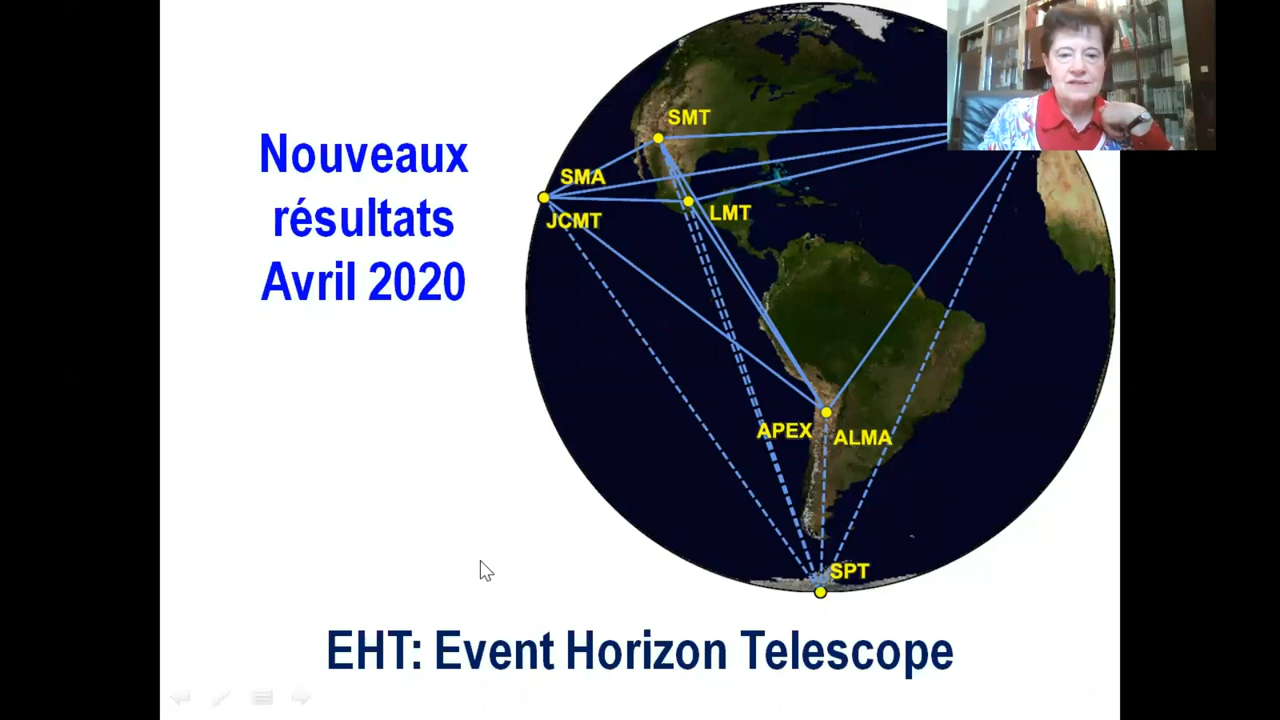 Nouveaux
résultats
Avril 2020
SMT
SMA
JCMT
LMT
APEX
ALMA
SPT
EHT: Event Horizon Telescope